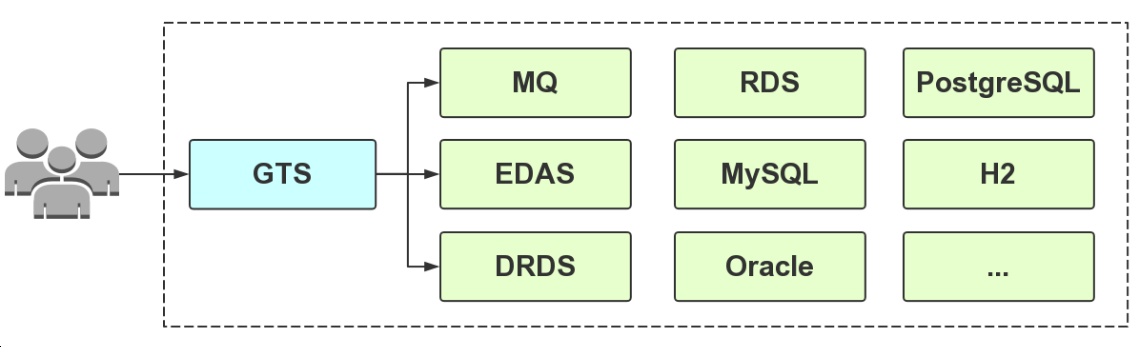 MQ
RDS
PostgreSQL
GTS
EDAS
MySQL
H2
DRDS
Oracle
...